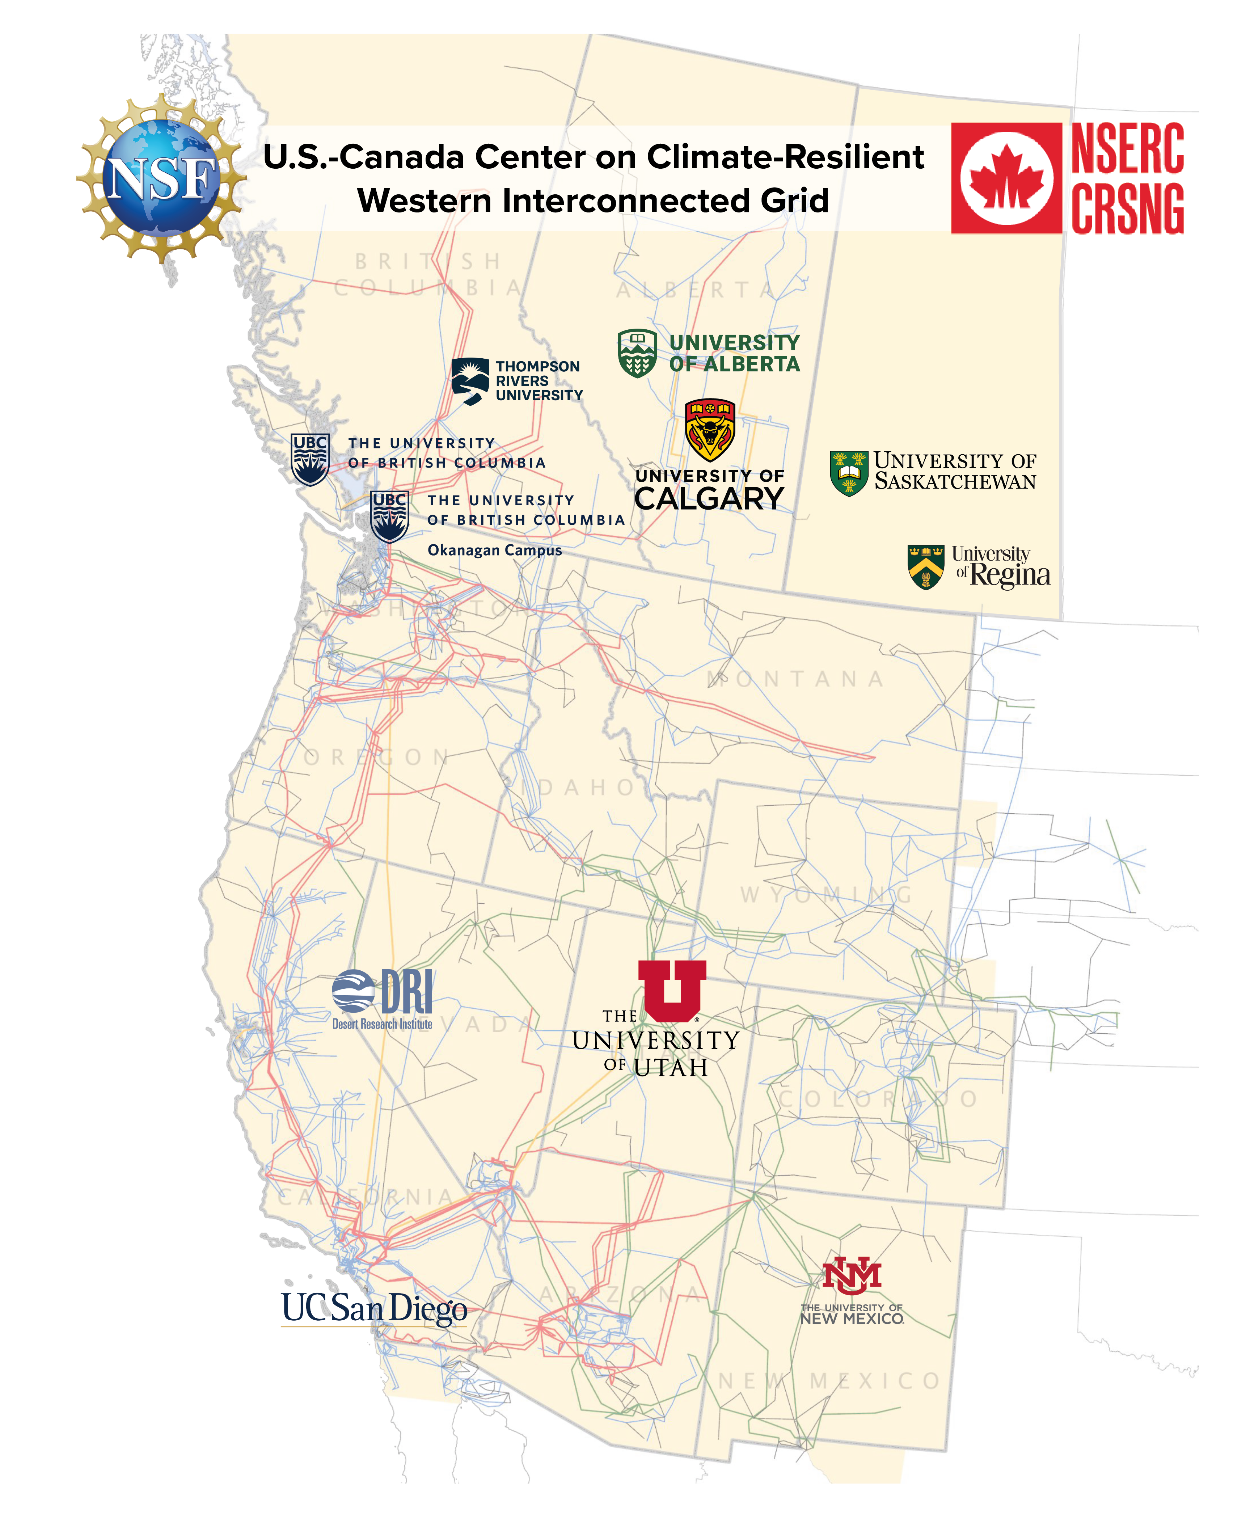 NSF
U.S.-Canada Center on Climate-Resilient
Western Interconnected Grid
NSERC
CRSNG
BRITISH
COLUMBIA
ALBERTA
THOMPSON
RIVERS
UNIVERSITY
UNIVERSITY
OF ALBERTA
UBC
THE UNIVERSITY
OF BRITISH COLUMBIA
UBC
THE UNIVERSITY
OF BRITISH COLUMBIA
Okanagan Campus
UNIVERSITY OF
CALGARY
UNIVERSITY OF
SASKATCHEWAN
University
of Regina
WASHINGTON
MONTANA
OREGON
IDAHO
WYOMING
DRI
Desert Research Institute
NEVADA
U
THE
UNIVERSITY
OF UTAH
COLORADO
CALIFORNIA
UC San Diego
ARIZONA
UNM
THE UNIVERSITY OF
NEW MEXICO
NEW MEXICO